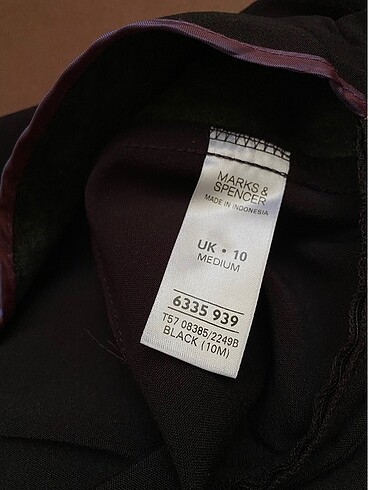 MARKS &
SPENCER
MADE IN INDONESIA
UK • 10
MEDIUM
6335 939
T57 08385/2249B
BLACK (10M)